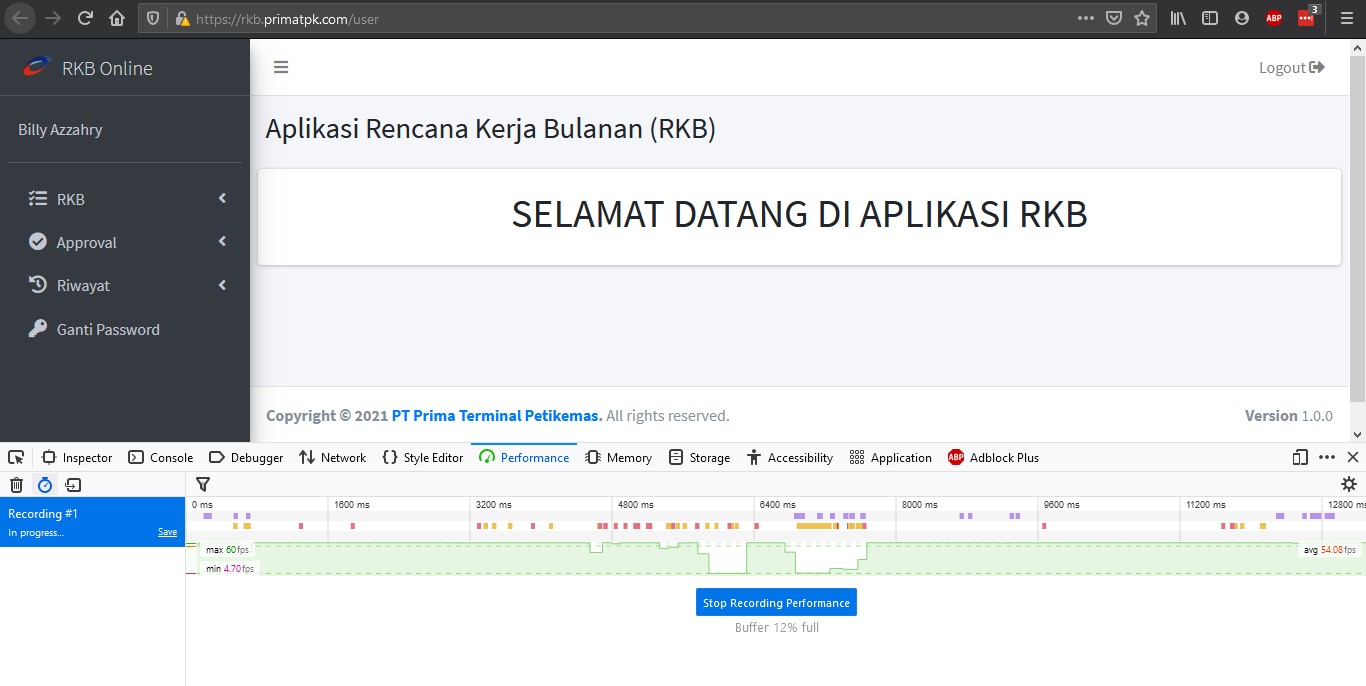 https://rkb.primatpk.com/user
ABP
3
RKB Online
Logout
Billy Azzahry
Aplikasi Rencana Kerja Bulanan (RKB)
RKB
Approval
Riwayat
Ganti Password
SELAMAT DATANG DI APLIKASI RKB
Copyright © 2021 PT Prima Terminal Petikemas. All rights reserved.
Version 1.0.0
Inspector Console Debugger Network Style Editor Performance Memory Storage Accessibility Application ABP Adblock Plus
Recording #1
In progress... Save
0 ms 1600 ms 3200 ms 4800 ms 6400 ms 8000 ms 9600 ms 11200 ms 12800 ms
max 60 fps
avg 54.08 fps
min 4.70 fps
Stop Recording Performance
Buffer 12% full